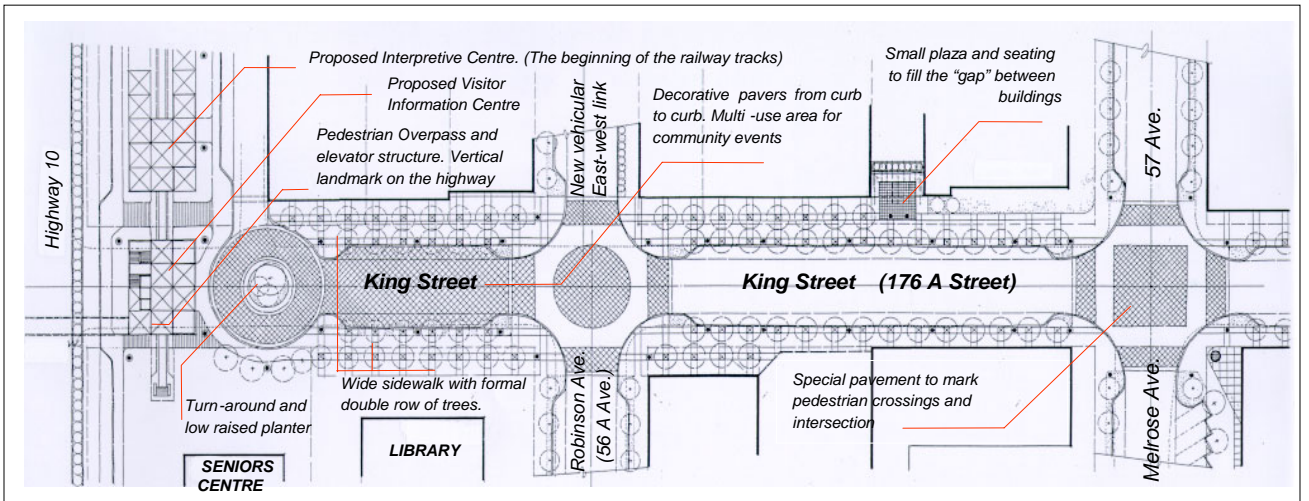 Proposed Interpretive Centre. (The beginning of the railway tracks)
Proposed Visitor
Information Centre
Pedestrian Overpass and
elevator structure. Vertical
landmark on the highway
Highway 10
New vehicular
East-west link
Decorative pavers from curb
to curb. Multi -use area for
community events
Small plaza and seating
to fill the “gap” between
buildings
57 Ave.
King Street
King Street (176 A Street)
Turn-around and
low raised planter
Wide sidewalk with formal
double row of trees.
Robinson Ave.
(56 A Ave.)
Special pavement to mark
pedestrian crossings and
intersection
Melrose Ave.
SENIORS
CENTRE
LIBRARY